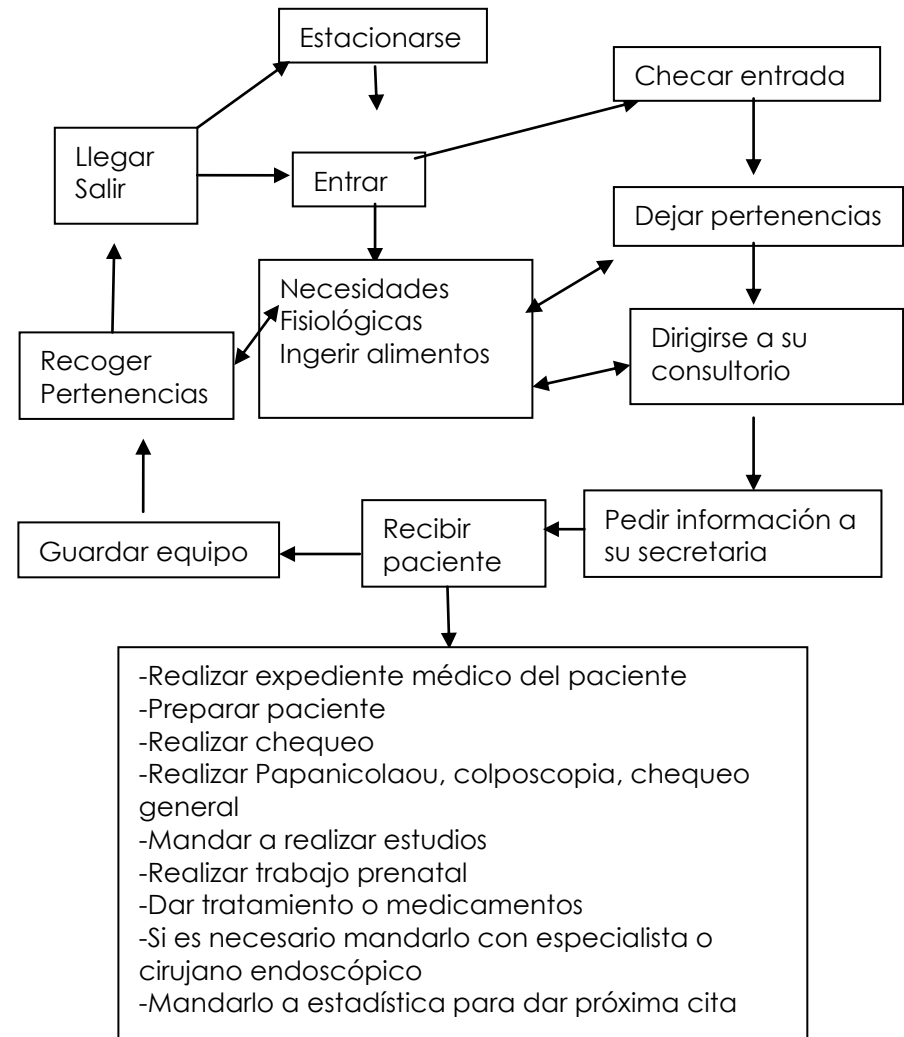 Estacionarse
Checar entrada
Llegar
Salir
Entrar
Dejar pertenencias
Necesidades
Fisiológicas
Ingerir alimentos
Dirigirse a su
consultorio
Recoger
Pertenencias
Pedir información a
su secretaria
Recibir
paciente
Guardar equipo
-Realizar expediente médico del paciente
-Preparar paciente
-Realizar chequeo
-Realizar Papanicolaou, colposcopia, chequeo
general
-Mandar a realizar estudios
-Realizar trabajo prenatal
-Dar tratamiento o medicamentos
-Si es necesario mandarlo con especialista o
cirujano endoscópico
-Mandarlo a estadística para dar próxima cita